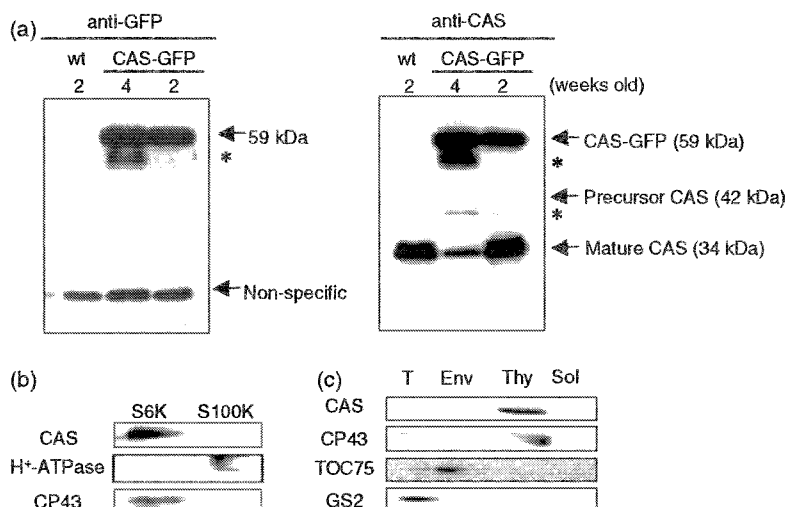 (a)
anti-GFP
wt CAS-GFP
2 4 2
59 kDa
*
Non-specific
anti-CAS
wt CAS-GFP
2 4 2 (weeks old)
CAS-GFP (59 kDa)
*
Precursor CAS (42 kDa)
*
Mature CAS (34 kDa)
(b)
S6K S100K
CAS
H+-ATPase
CP43
(c)
T Env Thy Sol
CAS
CP43
TOC75
GS2